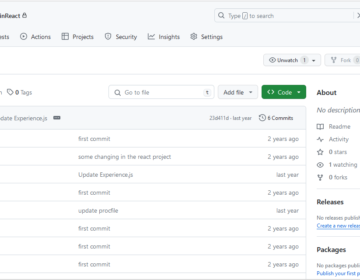 inReact
Type / to search
ests Actions Projects Security Insights Settings
Unwatch 1 Fork 0
0 Tags Go to file t Add file Code About
No description
pdate Experience.js 23d411d · last year 6 Commits
Readme
first commit 2 years ago
Activity
some changing in the react project 2 years ago
0 stars
1 watching
Update Experience.js last year
0 forks
first commit 2 years ago
update procfile last year
Releases
first commit 2 years ago
No releases publis
Create a new releas
first commit 2 years ago
Packages
first commit 2 years ago
No packages publis
Publish your first p